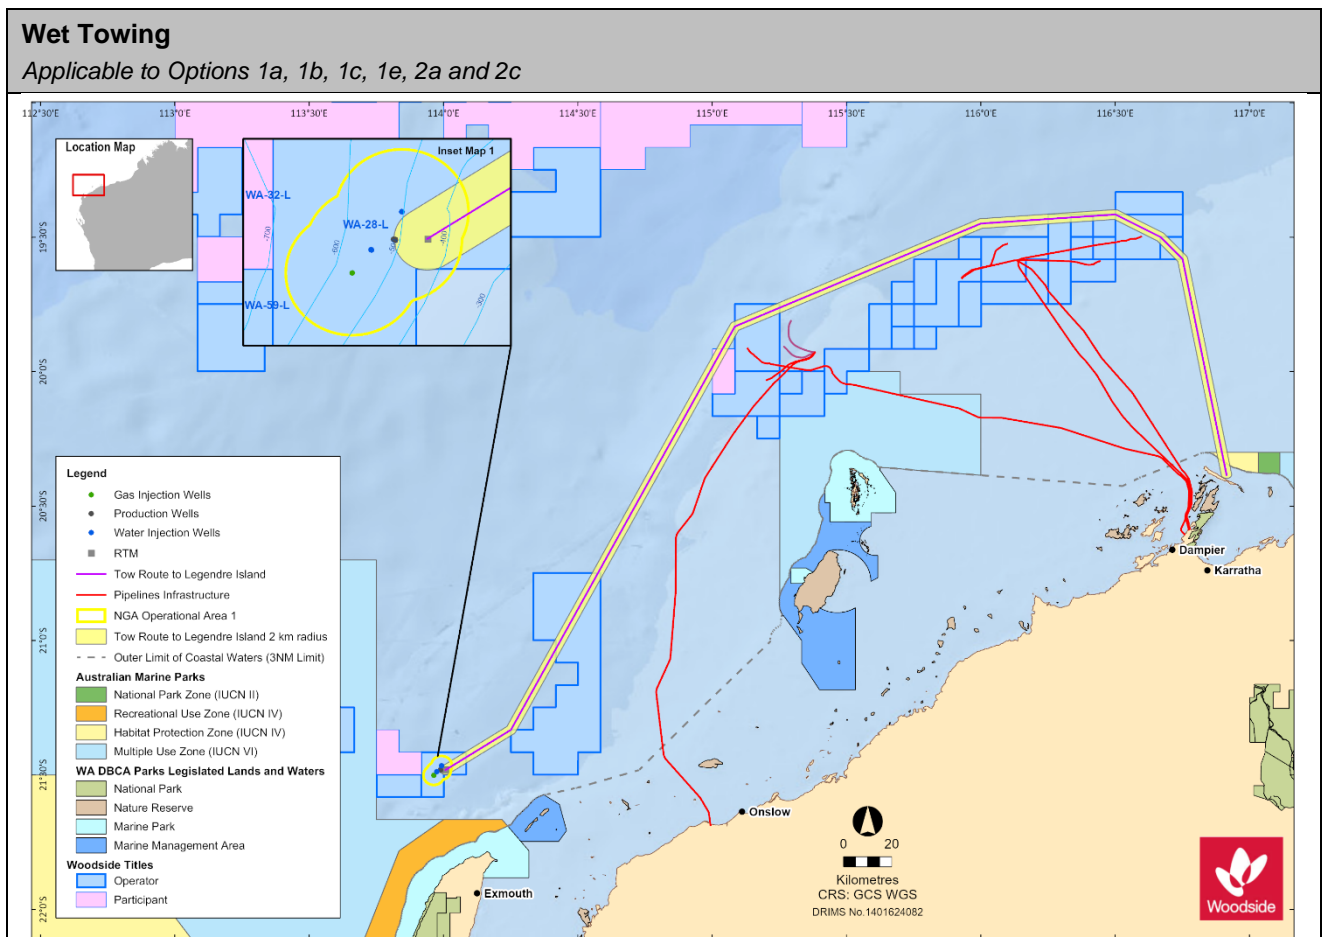 Wet Towing
Applicable to Options 1a, 1b, 1c, 1e, 2a and 2c
112°30'E 113°0'E 113°30'E 114°0'E 114°30'E 115°0'E 115°30'E 116°0'E 116°30'E 117°0'E
Location Map
Inset Map 1
WA-32-L
WA-28-L
WA-59-L
-700
-600
-400
-300
19°30'S
20°0'S
20°30'S
21°0'S
21°30'S
22°0'S
Legend
Gas Injection Wells
Production Wells
Water Injection Wells
RTM
Tow Route to Legendre Island
Pipelines Infrastructure
NGA Operational Area 1
Tow Route to Legendre Island 2 km radius
Outer Limit of Coastal Waters (3NM Limit)
Australian Marine Parks
National Park Zone (IUCN II)
Recreational Use Zone (IUCN IV)
Habitat Protection Zone (IUCN IV)
Multiple Use Zone (IUCN VI)
WA DBCA Parks Legislated Lands and Waters
National Park
Nature Reserve
Marine Park
Marine Management Area
Woodside Titles
Operator
Participant
Dampier
Karratha
Onslow
Exmouth
0 20
Kilometres
CRS: GCS WGS
DRIMS No.1401624082
Woodside